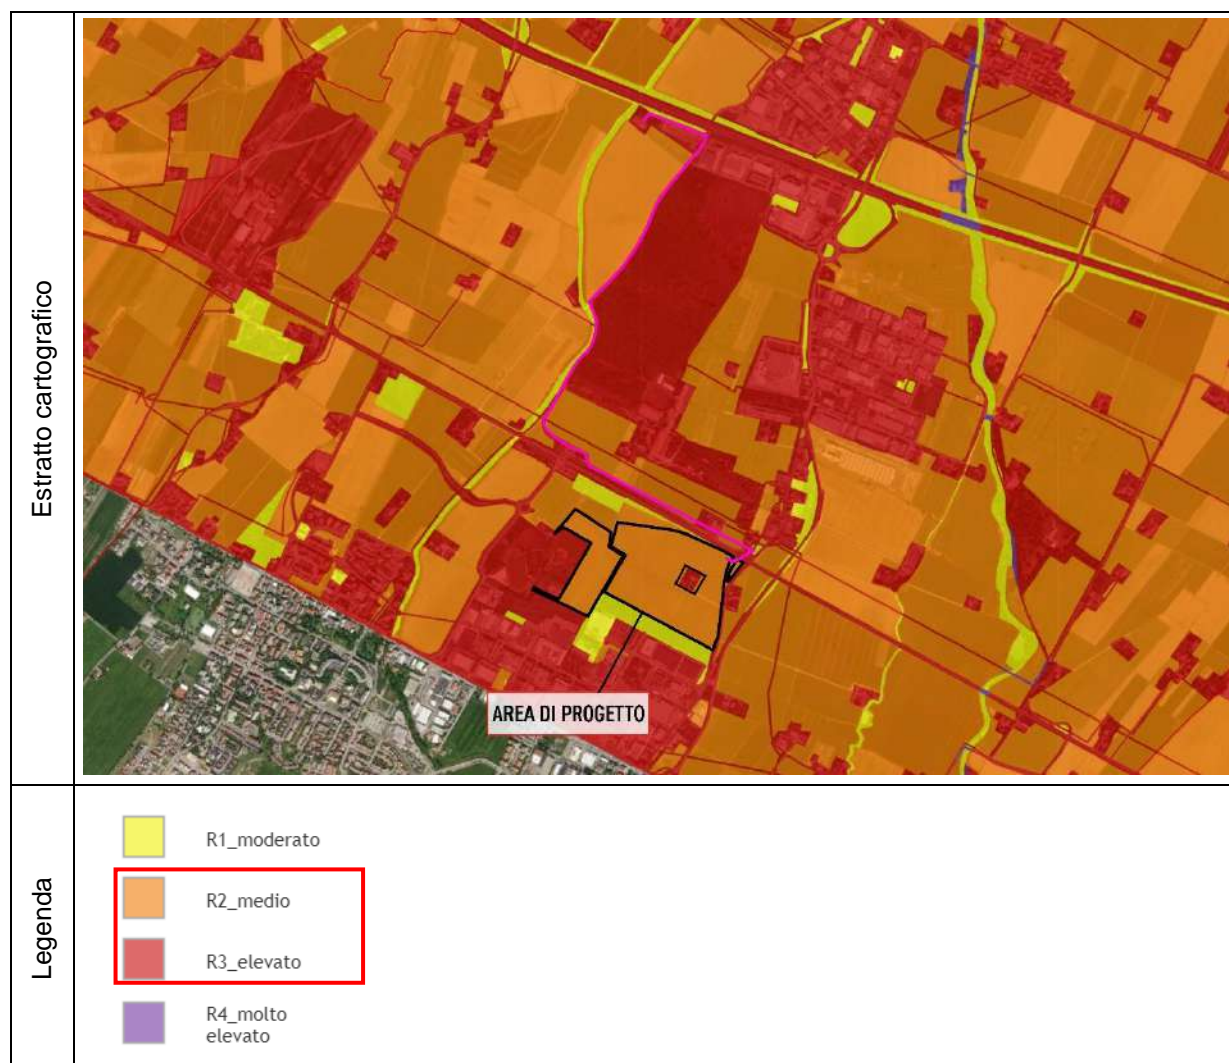 Estratto cartografico
AREA DI PROGETTO
Legenda
R1_moderato
R2_medio
R3_elevato
R4_molto
elevato